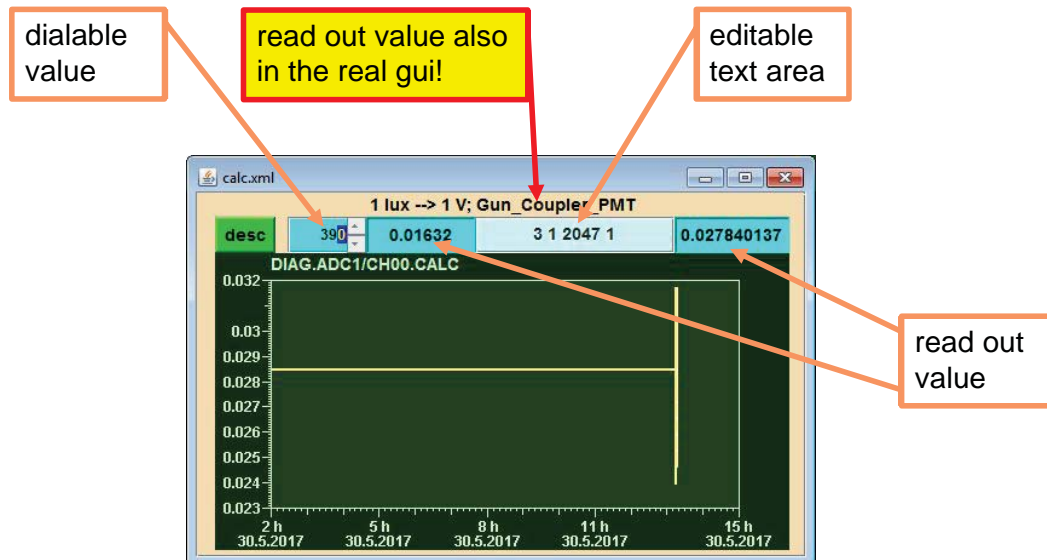 dialable
value
read out value also
in the real gui!
editable
text area
calc.xml
1 lux --> 1 V; Gun_Coupler_PMT
desc 390 0.01632 3 1 2047 1 0.027840137
DIAG.ADC1/CH00.CALC
0.032
0.03
0.029
0.028
0.027
0.026
0.025
0.024
0.023
2 h 5 h 8 h 11 h 15 h
30.5.2017 30.5.2017 30.5.2017 30.5.2017 30.5.2017
read out
value